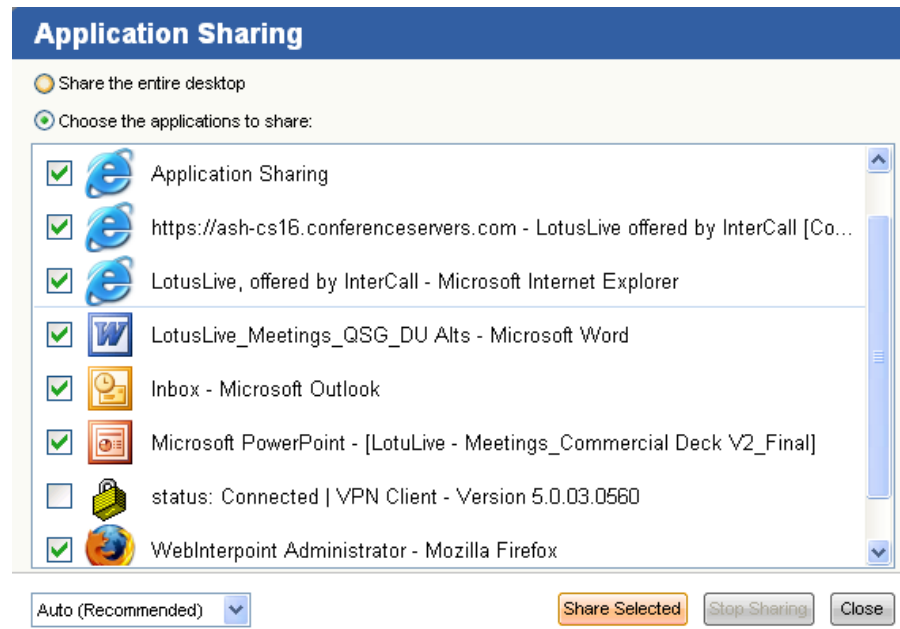 Application Sharing
Share the entire desktop
Choose the applications to share:
Application Sharing
https://ash-cs16.conferenceservers.com - LotusLive offered by InterCall [Co...
LotusLive, offered by InterCall - Microsoft Internet Explorer
LotusLive_Meetings_QSG_DU Alts - Microsoft Word
Inbox - Microsoft Outlook
Microsoft PowerPoint - [LotuLive - Meetings_Commercial Deck V2_Final]
status: Connected | VPN Client - Version 5.0.03.0560
WebInterpoint Administrator - Mozilla Firefox
Auto (Recommended) Share Selected Stop Sharing Close